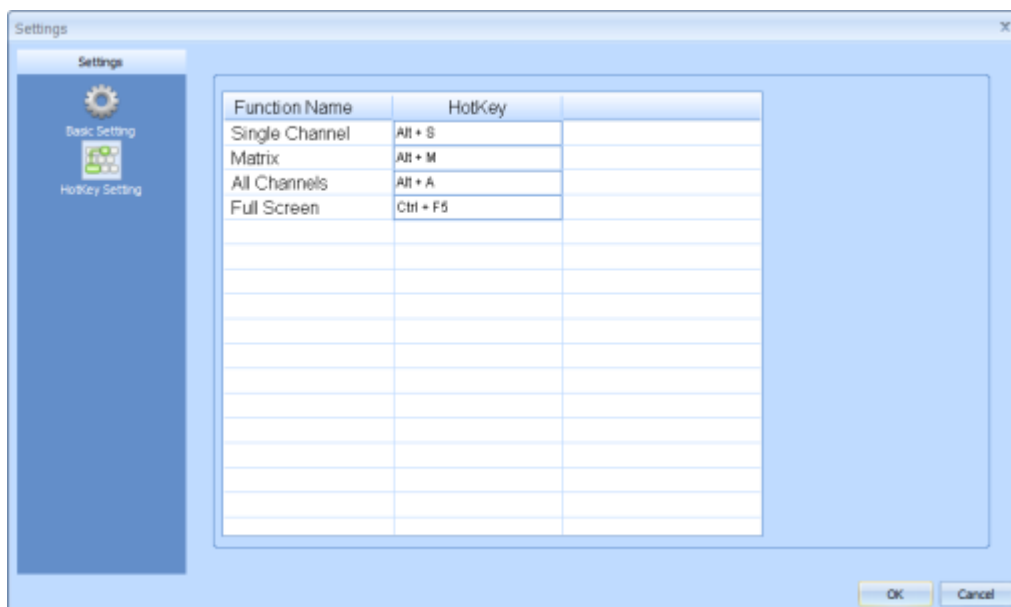 Settings
Settings
Basic Setting
HotKey Setting
Function Name HotKey
Single Channel Alt + S
Matrix Alt + M
All Channels Alt + A
Full Screen Ctrl + F5
OK Cancel